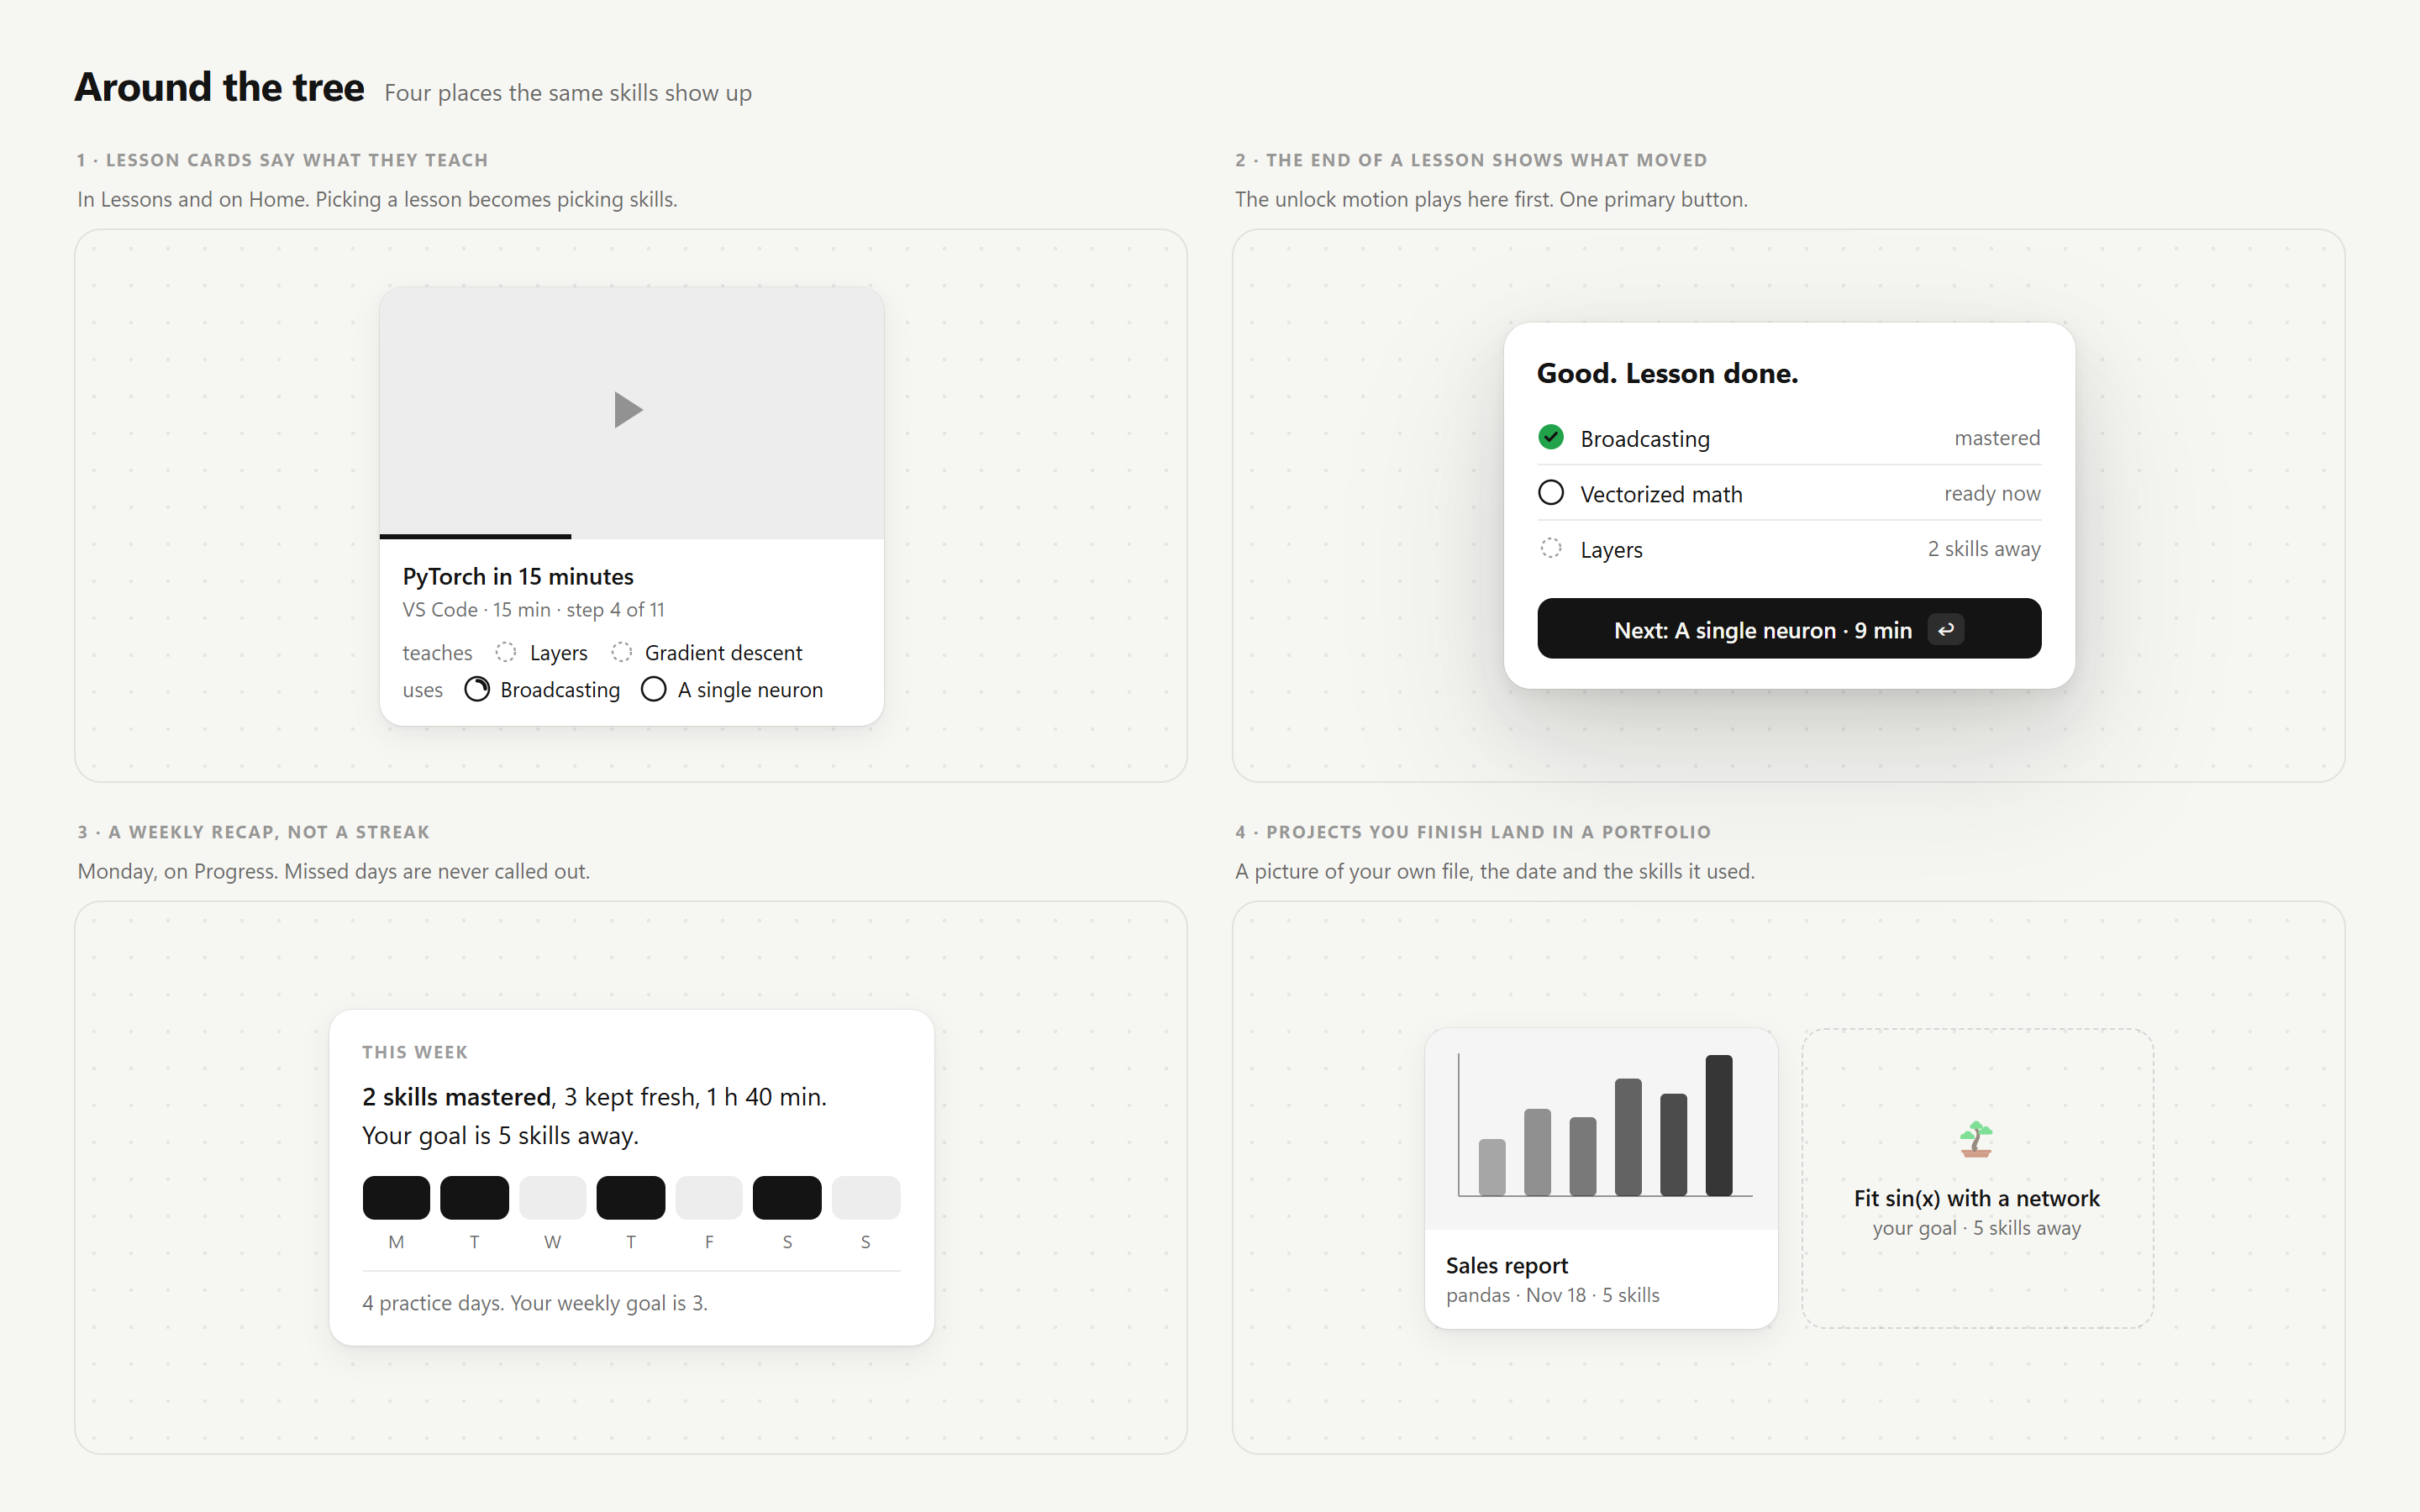 Around the tree Four places the same skills show up
1 · LESSON CARDS SAY WHAT THEY TEACH
In Lessons and on Home. Picking a lesson becomes picking skills.
PyTorch in 15 minutes
VS Code · 15 min · step 4 of 11
teaches Layers Gradient descent
uses Broadcasting A single neuron
2 · THE END OF A LESSON SHOWS WHAT MOVED
The unlock motion plays here first. One primary button.
Good. Lesson done.
Broadcasting mastered
Vectorized math ready now
Layers 2 skills away
Next: A single neuron · 9 min
3 · A WEEKLY RECAP, NOT A STREAK
Monday, on Progress. Missed days are never called out.
THIS WEEK
2 skills mastered, 3 kept fresh, 1 h 40 min.
Your goal is 5 skills away.
M T W T F S S
4 practice days. Your weekly goal is 3.
4 · PROJECTS YOU FINISH LAND IN A PORTFOLIO
A picture of your own file, the date and the skills it used.
Sales report
pandas · Nov 18 · 5 skills
Fit sin(x) with a network
your goal · 5 skills away